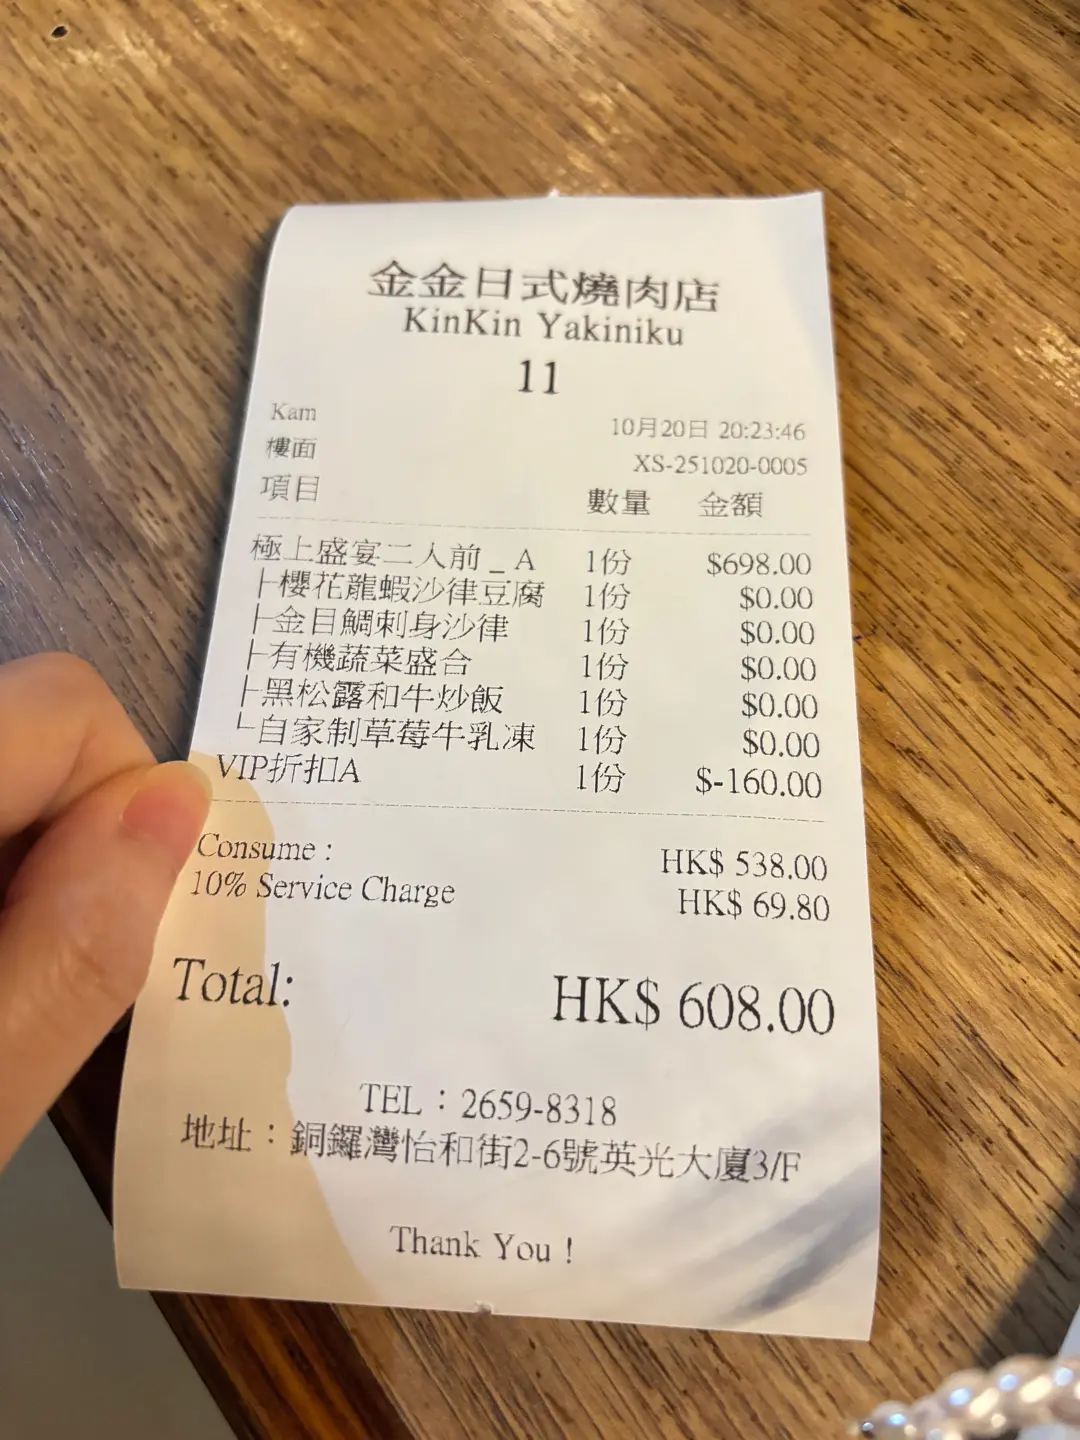 金金日式燒肉店
KinKin Yakiniku
11
Kam 10月20日 20:23:46
樓面 XS-251020-0005
項目 數量 金額
極上盛宴二人前_A 1份 $698.00
├櫻花龍蝦沙律豆腐 1份 $0.00
├金目鯛刺身沙律 1份 $0.00
├有機蔬菜盛合 1份 $0.00
├黑松露和牛炒飯 1份 $0.00
└自家制草莓牛乳凍 1份 $0.00
VIP折扣A 1份 $-160.00
Consume : HK$ 538.00
10% Service Charge HK$ 69.80
Total: HK$ 608.00
TEL：2659-8318
地址：銅鑼灣怡和街2-6號英光大廈3/F
Thank You !